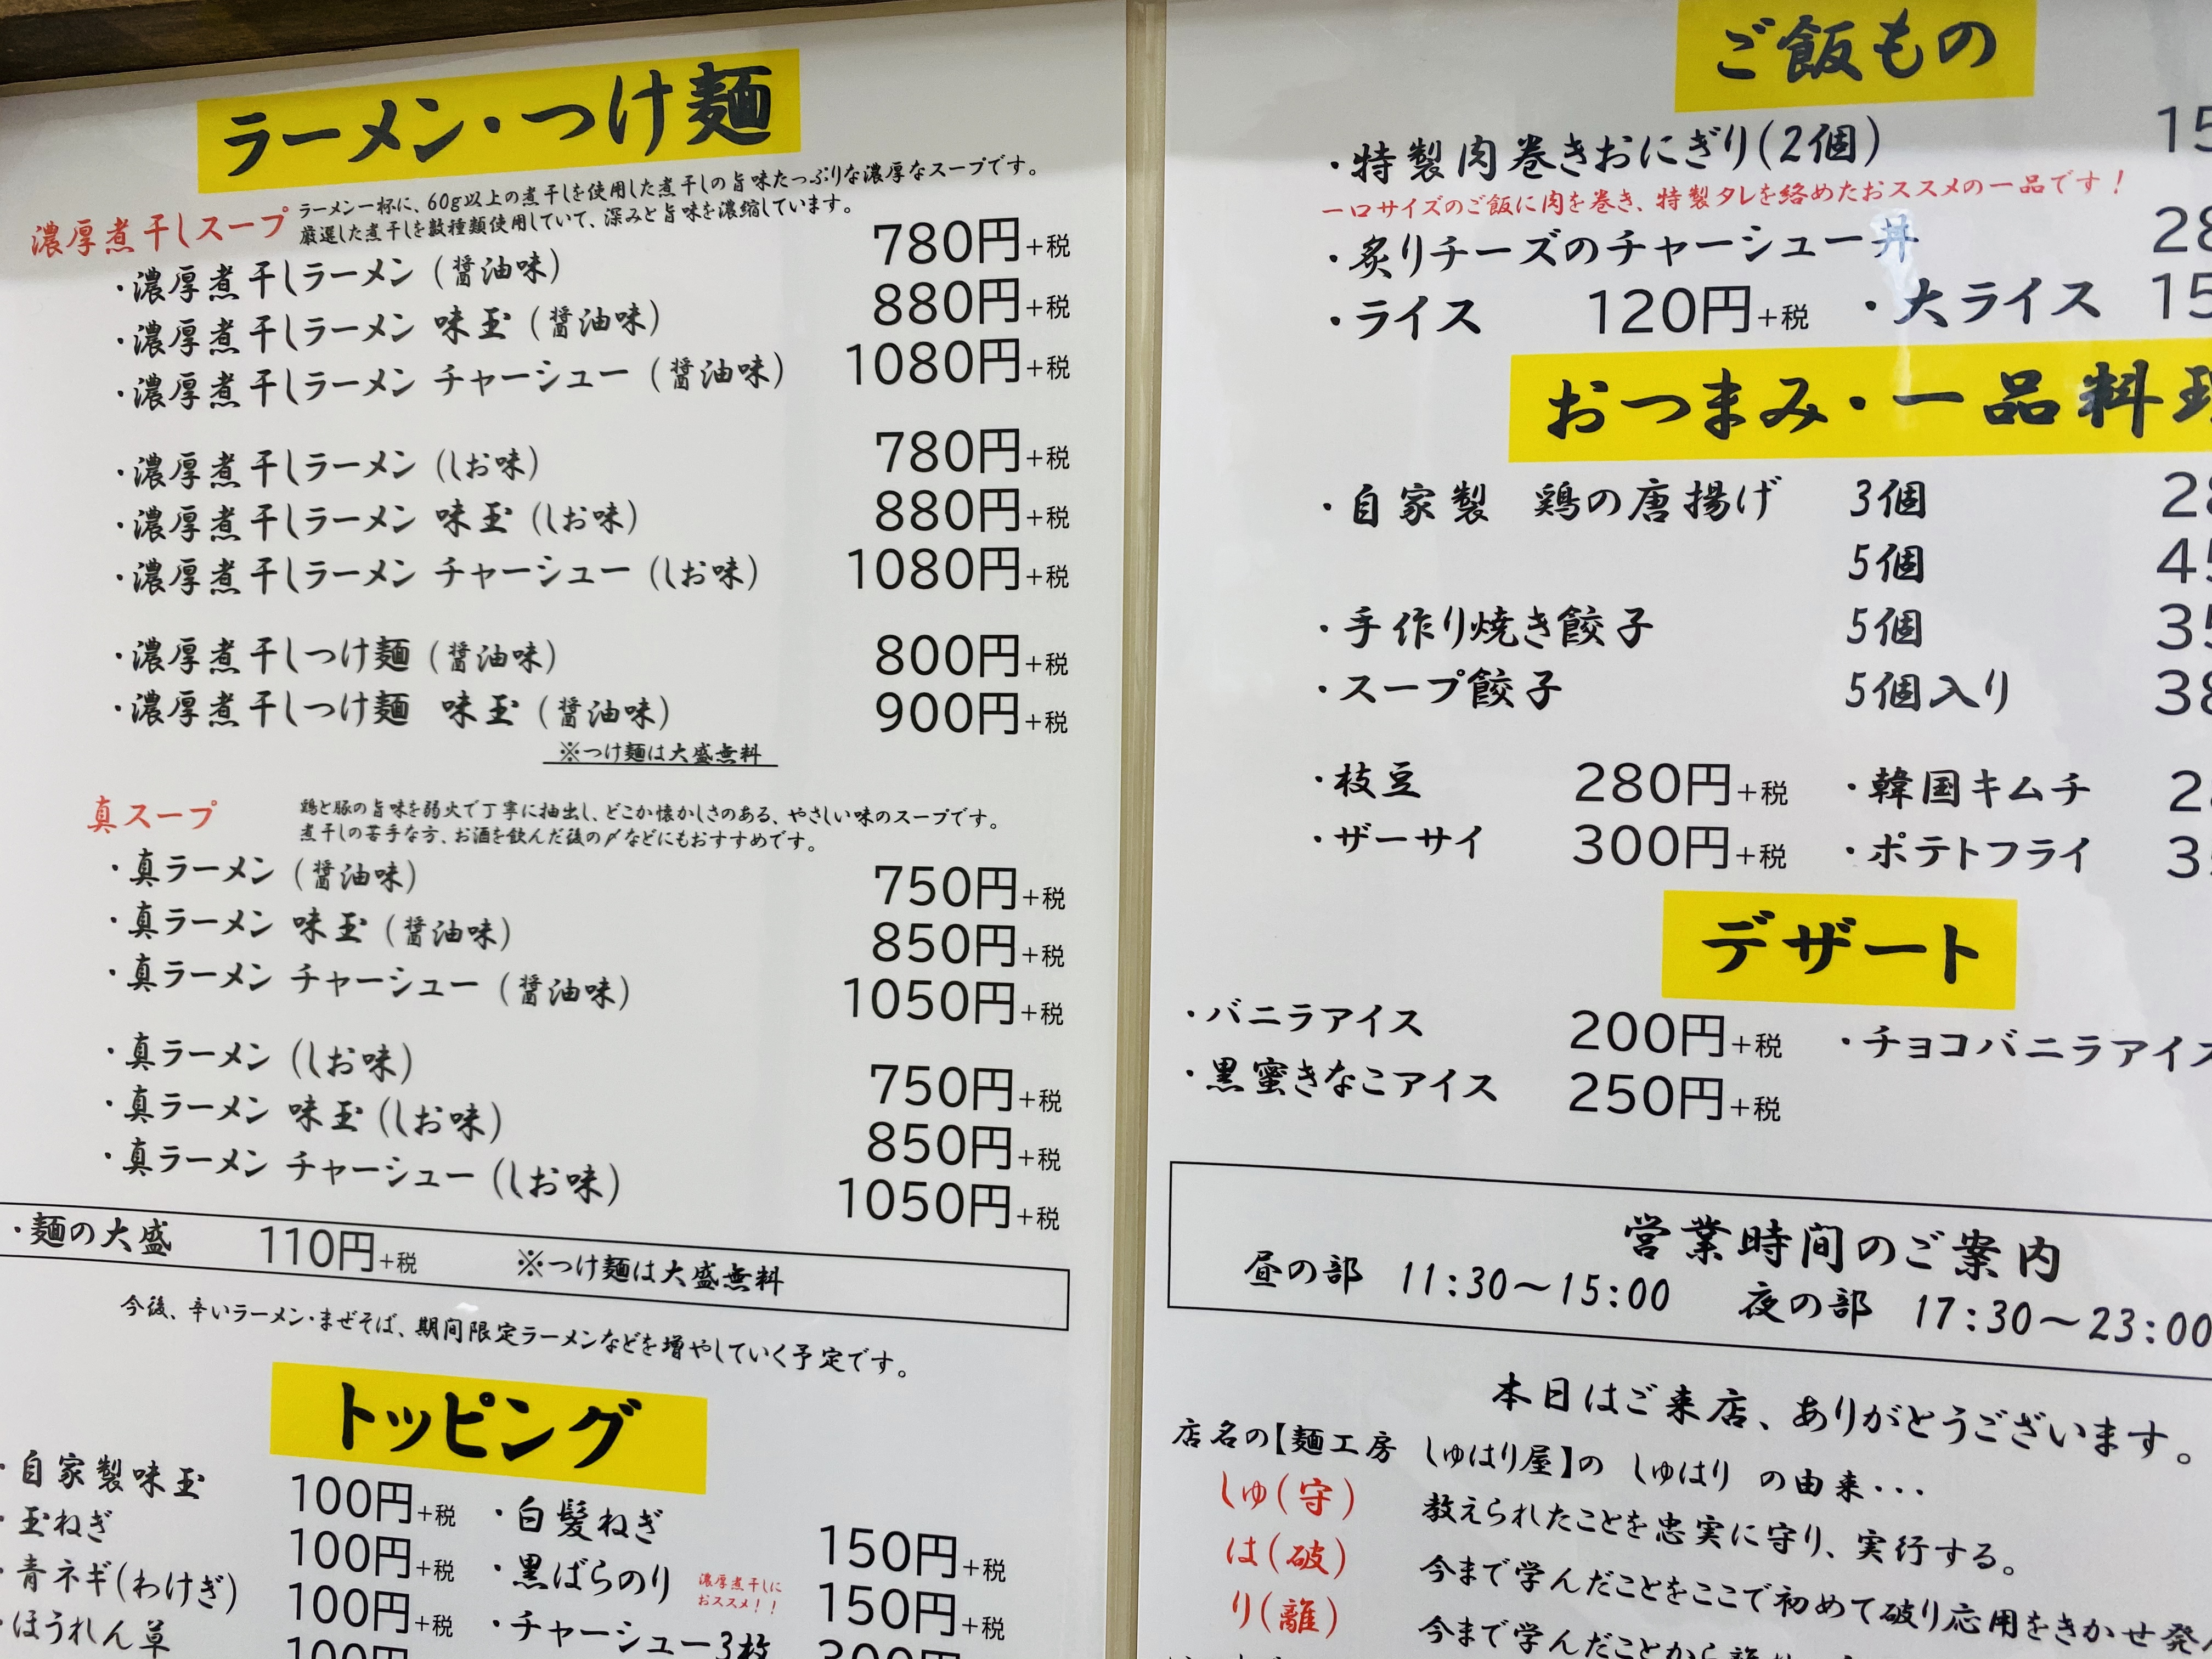 ラーメン・つけ麺
濃厚煮干しスープ
ラーメン一杯に、60g以上の煮干しを使用した煮干しの旨味たっぷりな濃厚なスープです。
厳選した煮干しを数種類使用していて、深みと旨味を濃縮しています。
・濃厚煮干しラーメン (醤油味) 780円+税
・濃厚煮干しラーメン 味玉 (醤油味) 880円+税
・濃厚煮干しラーメン チャーシュー (醤油味) 1080円+税
・濃厚煮干しラーメン (しお味) 780円+税
・濃厚煮干しラーメン 味玉 (しお味) 880円+税
・濃厚煮干しラーメン チャーシュー (しお味) 1080円+税
・濃厚煮干しつけ麺 (醤油味) 800円+税
・濃厚煮干しつけ麺 味玉 (醤油味) 900円+税
※つけ麺は大盛無料
真スープ
鶏と豚の旨味を弱火で丁寧に抽出し、どこか懐かしさのある、やさしい味のスープです。
煮干しの苦手な方、お酒を飲んだ後の〆などにもおすすめです。
・真ラーメン (醤油味) 750円+税
・真ラーメン 味玉 (醤油味) 850円+税
・真ラーメン チャーシュー (醤油味) 1050円+税
・真ラーメン (しお味) 750円+税
・真ラーメン 味玉 (しお味) 850円+税
・真ラーメン チャーシュー (しお味) 1050円+税
・麺の大盛 110円+税 ※つけ麺は大盛無料
今後、辛いラーメン・まぜそば、期間限定ラーメンなどを増やしていく予定です。
トッピング
・自家製味玉 100円+税 ・白髪ねぎ 150円+税
・玉ねぎ 100円+税 ・黒ばらのり 濃厚煮干しに
おススメ!! 150円+税
・青ネギ(わけぎ) 100円+税 ・チャーシュー3枚
・ほうれん草
ご飯もの
・特製肉巻きおにぎり(2個)
一口サイズのご飯に肉を巻き、特製タレを絡めたおススメの一品です!
・炙りチーズのチャーシュー丼
・ライス 120円+税 ・大ライス
おつまみ・一品料
・自家製 鶏の唐揚げ 3個
5個
・手作り焼き餃子 5個
・スープ餃子 5個入り
・枝豆 280円+税 ・韓国キムチ
・ザーサイ 300円+税 ・ポテトフライ
デザート
・バニラアイス 200円+税 ・チョコバニラアイス
・黒蜜きなこアイス 250円+税
営業時間のご案内
昼の部 11:30～15:00 夜の部 17:30～23:00
本日はご来店、ありがとうございます。
店名の【麺工房 しゅはり屋】の しゅはり の由来・・・
しゅ(守) 教えられたことを忠実に守り、実行する。
は(破) 今まで学んだことをここで初めて破り応用をきかせ発
り(離) 今まで学んだことから